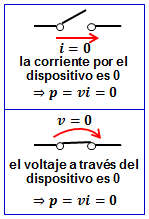 i = 0
la corriente por el
dispositivo es 0
⇒ p = vi = 0
v = 0
el voltaje a través del
dispositivo es 0
⇒ p = vi = 0